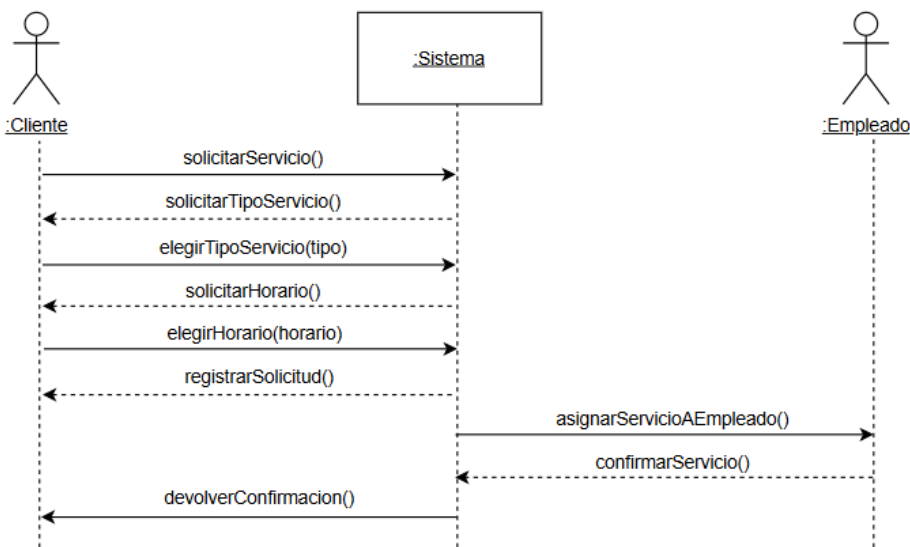 :Sistema
:Cliente
:Empleado
solicitarServicio()
solicitarTipoServicio()
elegirTipoServicio(tipo)
solicitarHorario()
elegirHorario(horario)
registrarSolicitud()
asignarServicioAEmpleado()
confirmarServicio()
devolverConfirmacion()